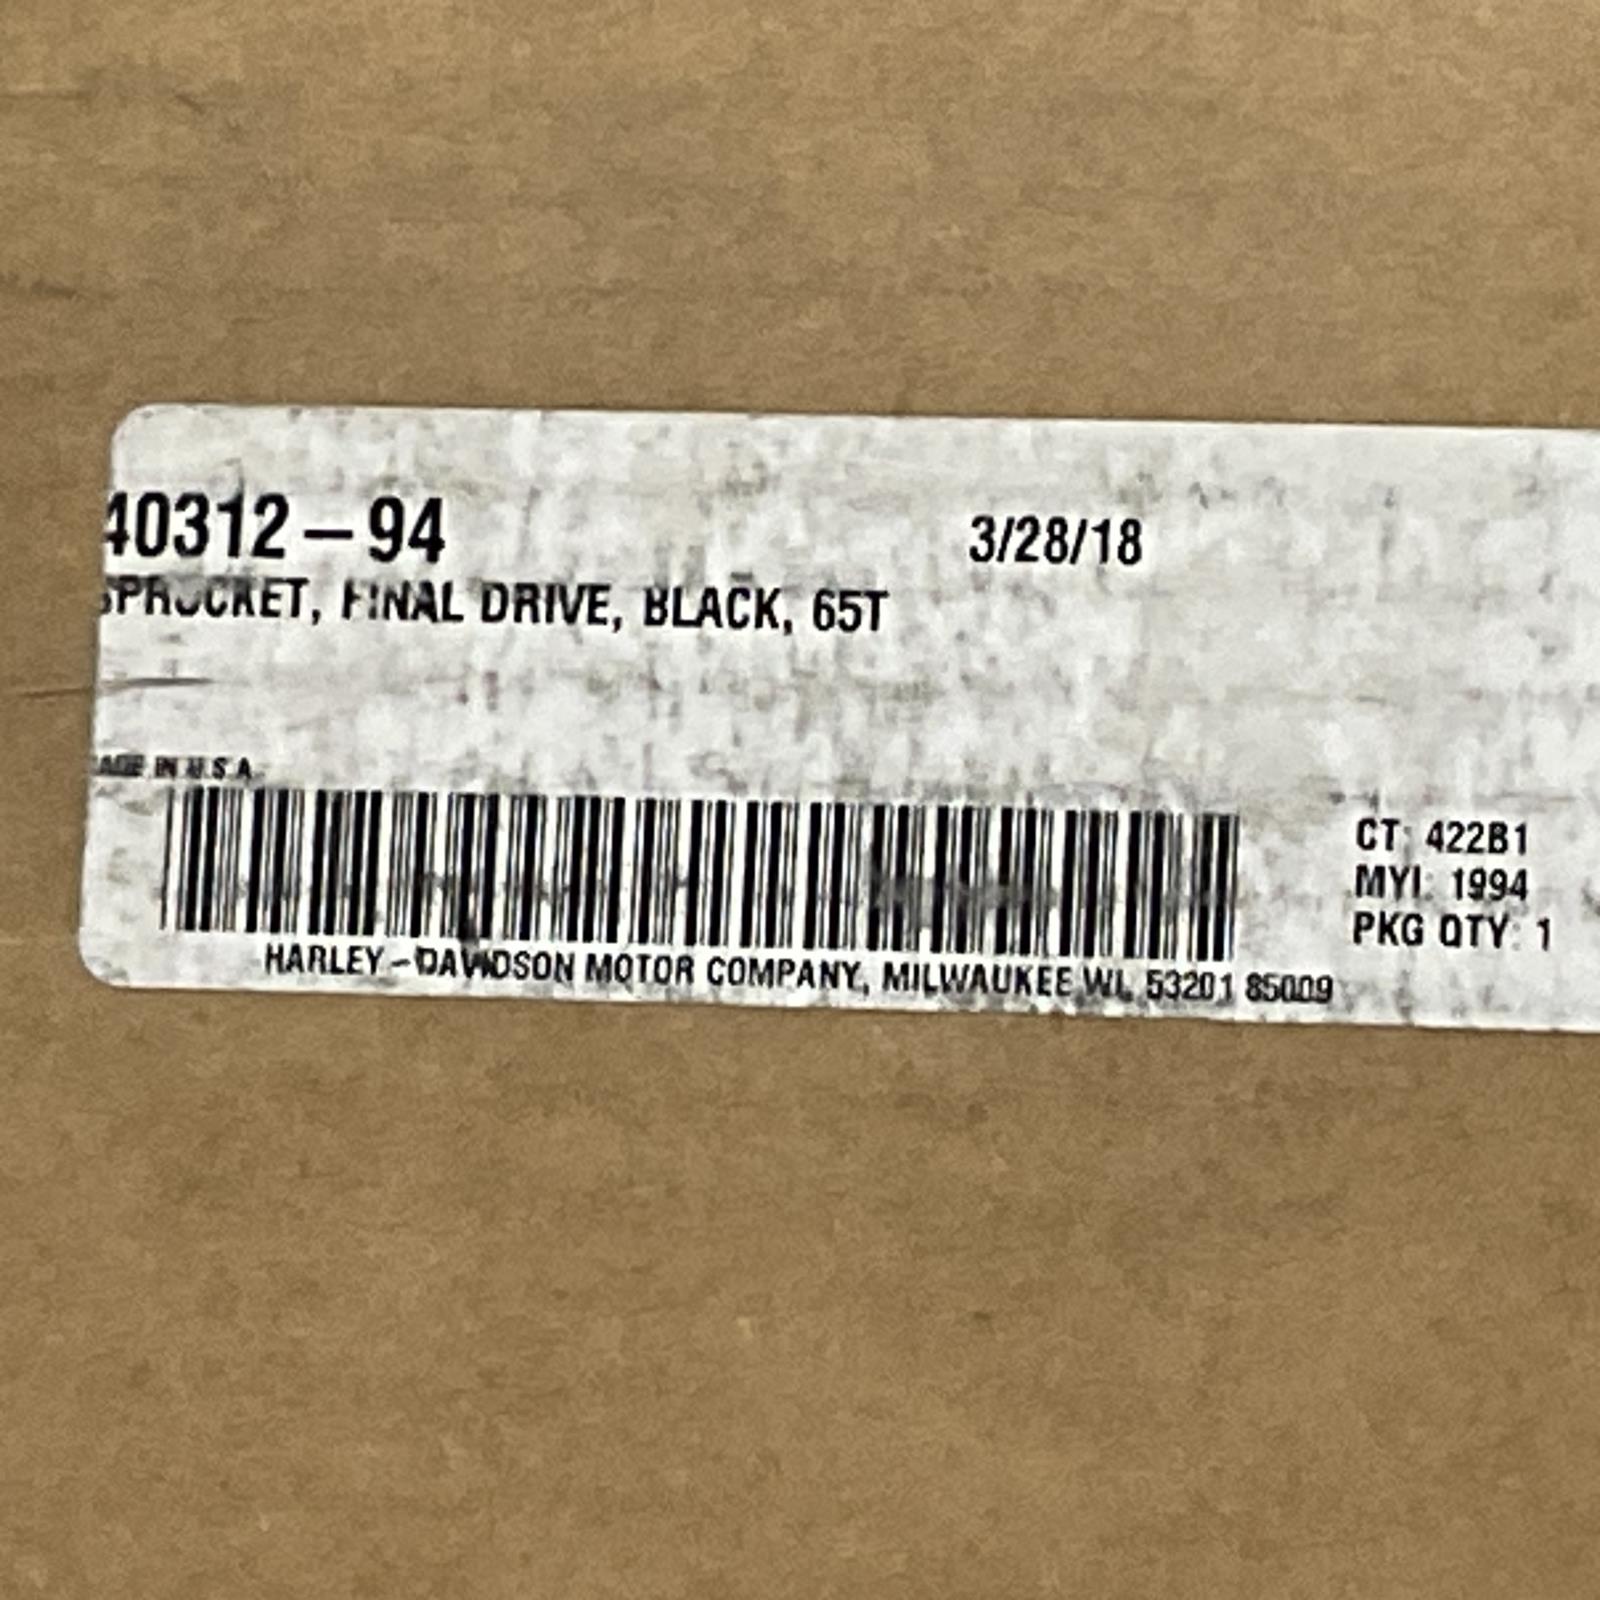 40312-94
3/28/18
SPROCKET, FINAL DRIVE, BLACK, 65T
ADE IN U.S.A.
CT: 422B1
MYI: 1994
PKG QTY: 1
HARLEY-DAVIDSON MOTOR COMPANY, MILWAUKEE WI, 53201 85009